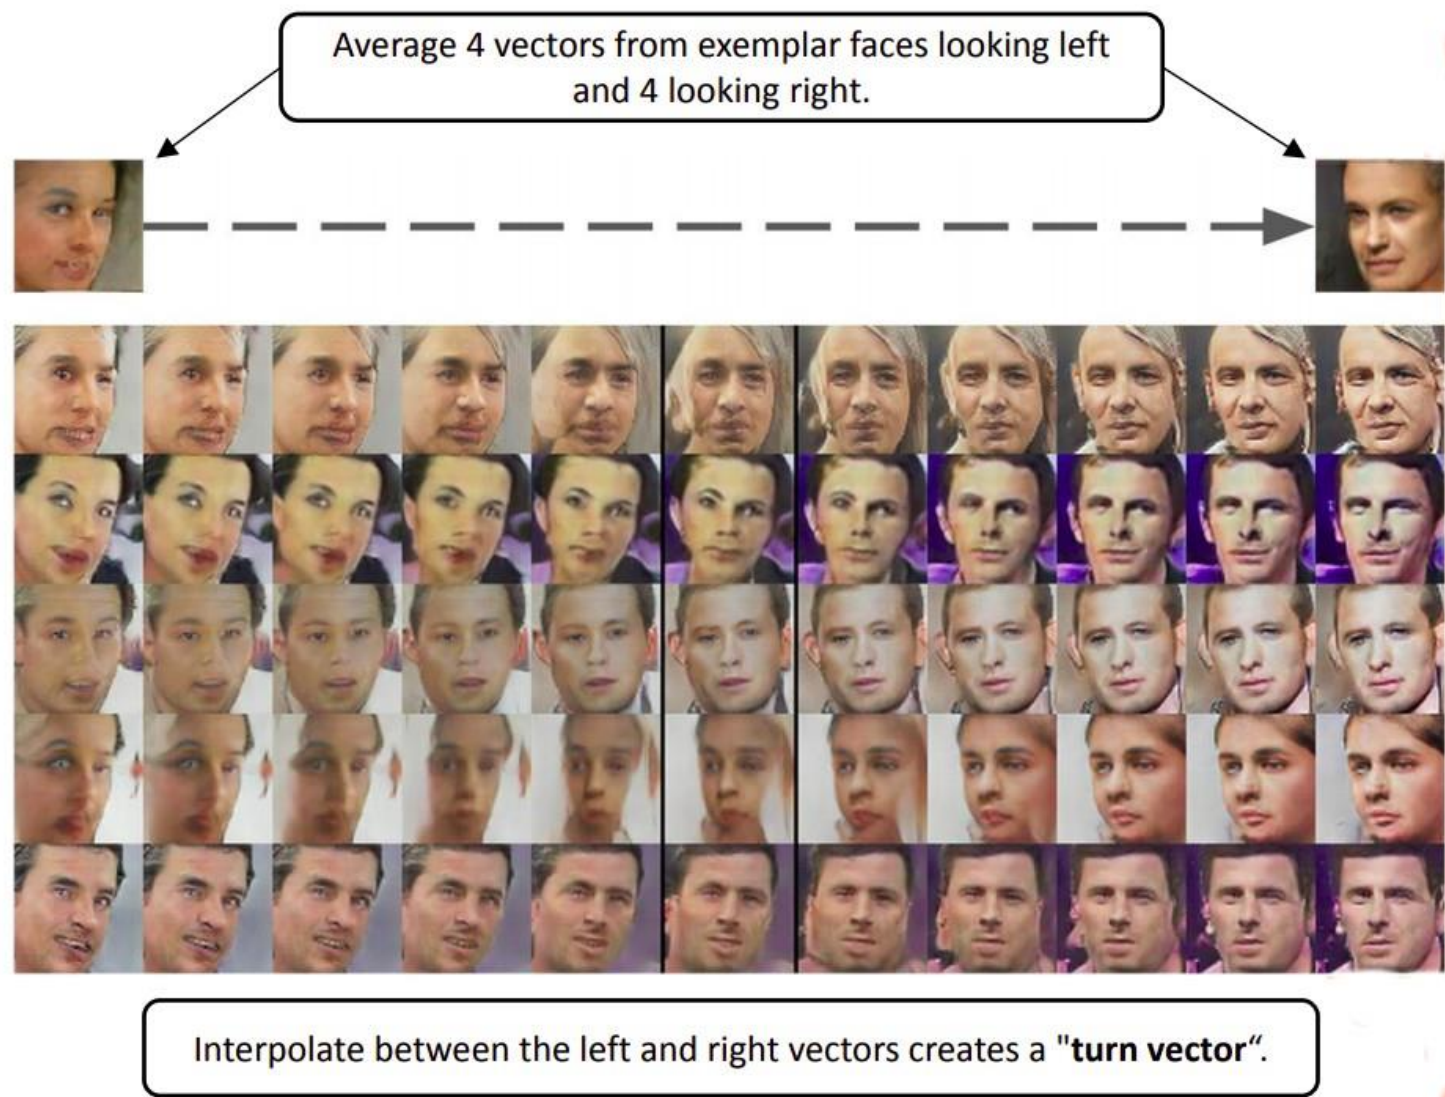 Average 4 vectors from exemplar faces looking left
and 4 looking right.
Interpolate between the left and right vectors creates a "turn vector“.